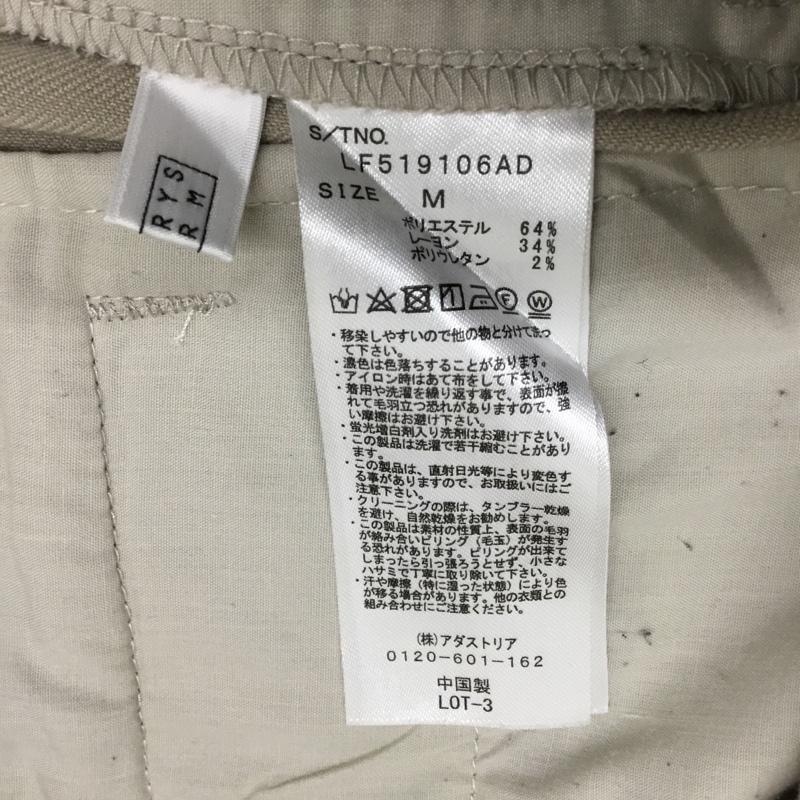 S/TNO.
LF519106AD
SIZE M
ポリエステル 64%
レーヨン 34%
ポリウレタン 2%
・移染しやすいので他の物と分けて洗っ
て下さい。
・濃色は色落ちすることがあります。
・アイロン時はあて布をして下さい。
・着用や洗濯を繰り返す事で、表面が擦
れて毛羽立つ恐れがありますので、強
い摩擦はお避け下さい。
・蛍光増白剤入り洗剤はお避け下さい。
・この製品は洗濯で若干縮むことがあり
ます。
・この製品は、直射日光等により変色す
る事がありますので、お取扱いにはご
注意下さい。
・クリーニングの際は、タンブラー乾燥
を避け、自然乾燥をお勧めします。
・この製品は素材の性質上、表面の毛羽
が絡み合いピリング（毛玉）が発生す
る恐れがあります。ピリングが出来て
しまったら引っ張ろうとせず、小さな
ハサミで丁寧に取り除いて下さい。
・汗や摩擦（特に湿った状態）により色
が移る場合があります。他の衣類との
組み合わせにご注意ください。
(株)アダストリア
0120-601-162
中国製
LOT-3
RYS
RM